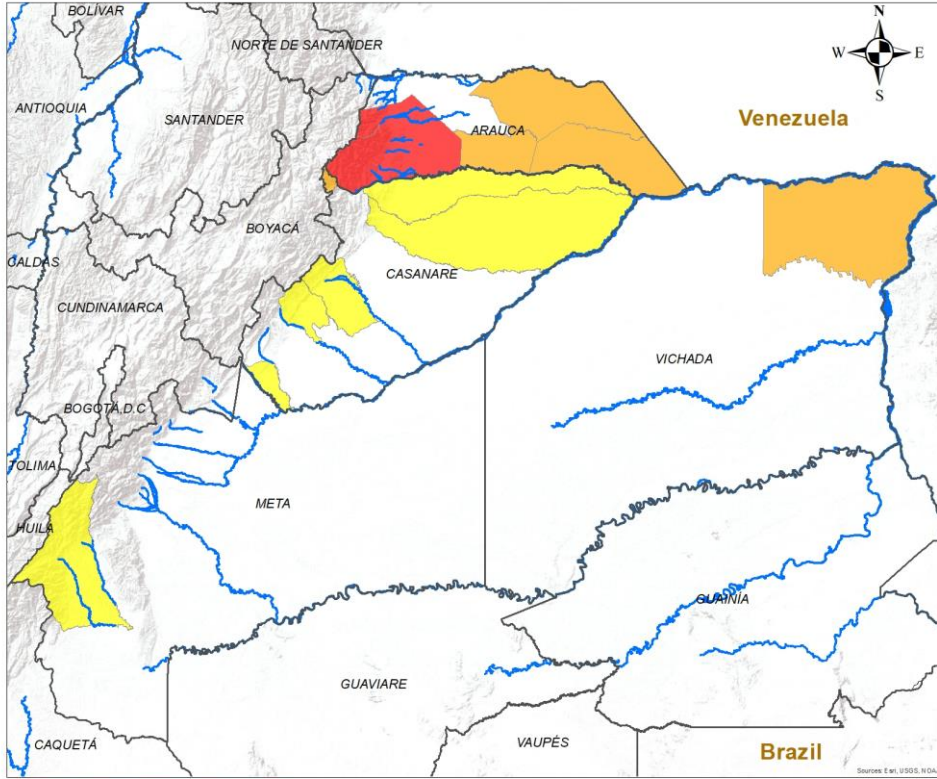 BOLÍVAR
N
NORTE DE SANTANDER
W E
S
ANTIOQUIA
SANTANDER
Venezuela
ARAUCA
BOYACÁ
CALDAS
CASANARE
CUNDINAMARCA
VICHADA
BOGOTÁ,D.C
TOLIMA
META
HUILA
GUAINÍA
GUAVIARE
CAQUETÁ
VAUPÉS
Brazil
Sources: Esri, USGS, NOAA